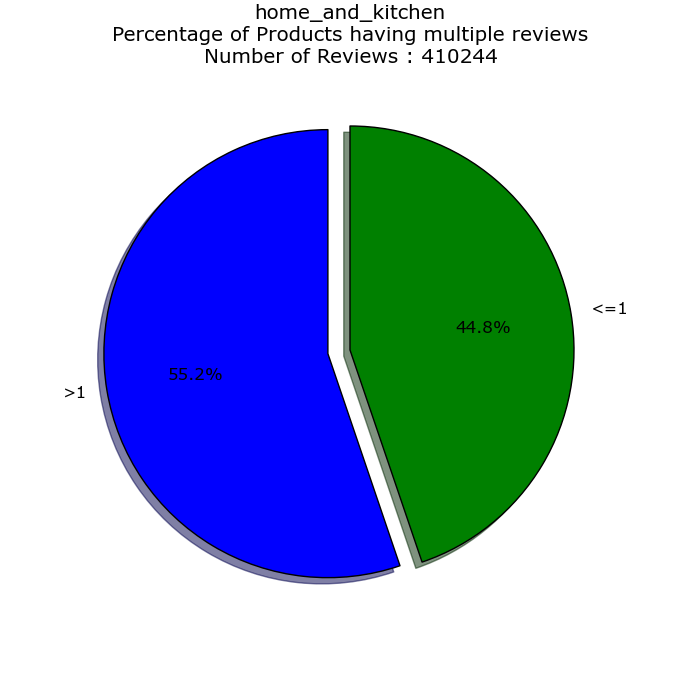 home_and_kitchen
Percentage of Products having multiple reviews
Number of Reviews : 410244
<=1
44.8%
55.2%
>1